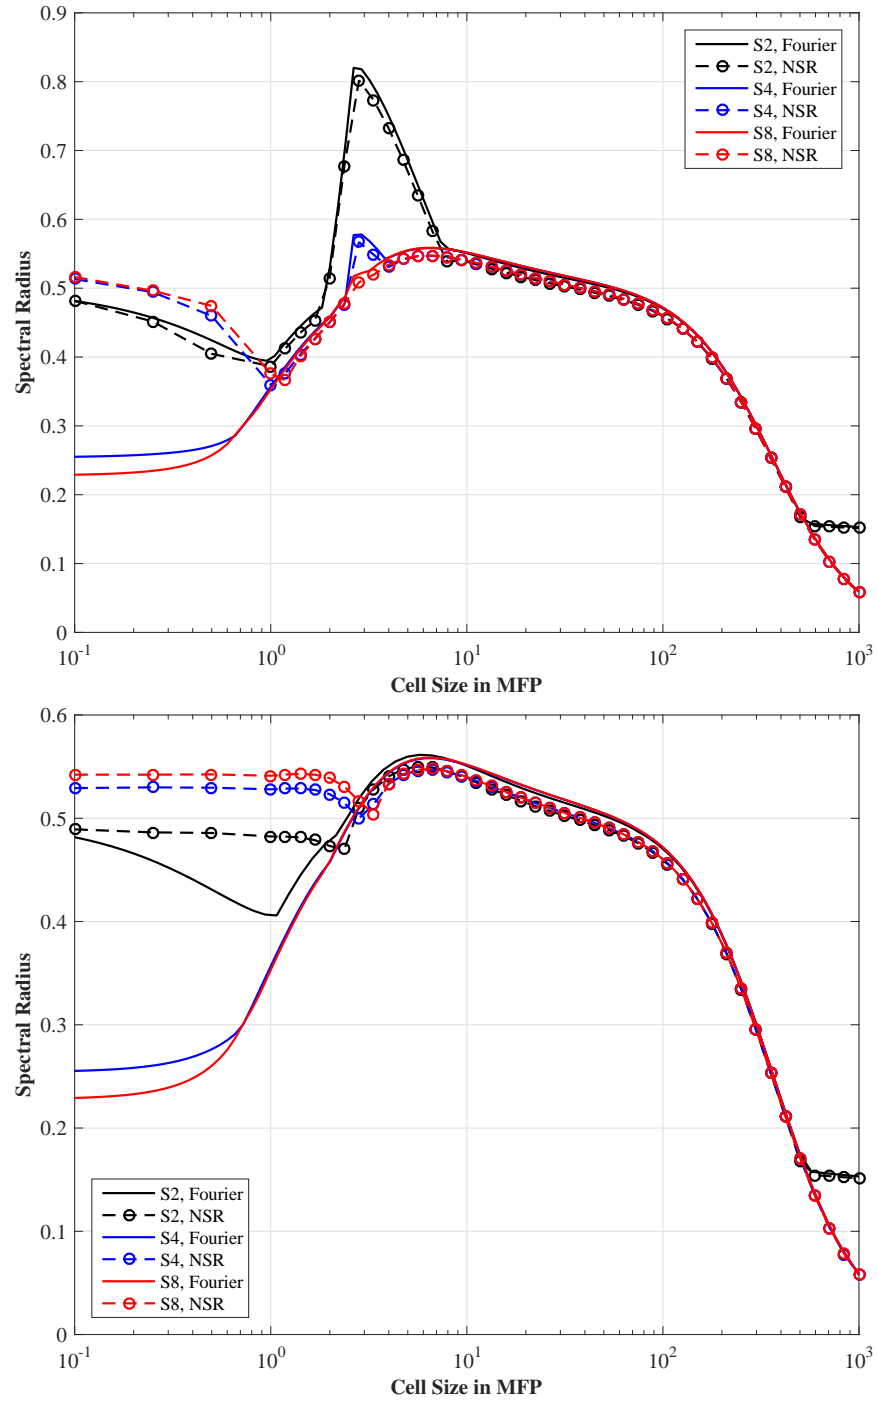 0.9
0.8
0.7
0.6
0.5
0.4
0.3
0.2
0.1
0
Spectral Radius
S2, Fourier
S2, NSR
S4, Fourier
S4, NSR
S8, Fourier
S8, NSR
10^-1
10^0
10^1
10^2
10^3
Cell Size in MFP
0.6
0.5
0.4
0.3
0.2
0.1
0
Spectral Radius
S2, Fourier
S2, NSR
S4, Fourier
S4, NSR
S8, Fourier
S8, NSR
10^-1
10^0
10^1
10^2
10^3
Cell Size in MFP